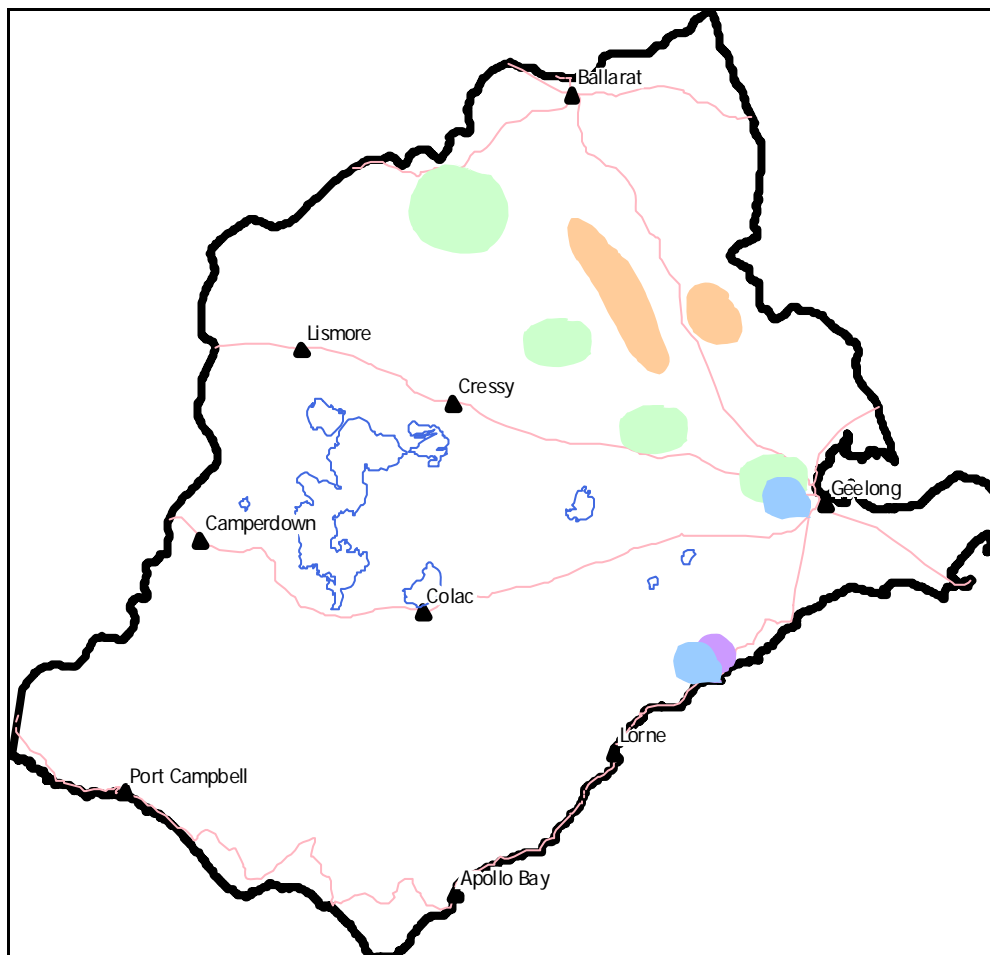 Ballarat
Lismore
Cressy
Geelong
Camperdown
Colac
Lorne
Port Campbell
Apollo Bay